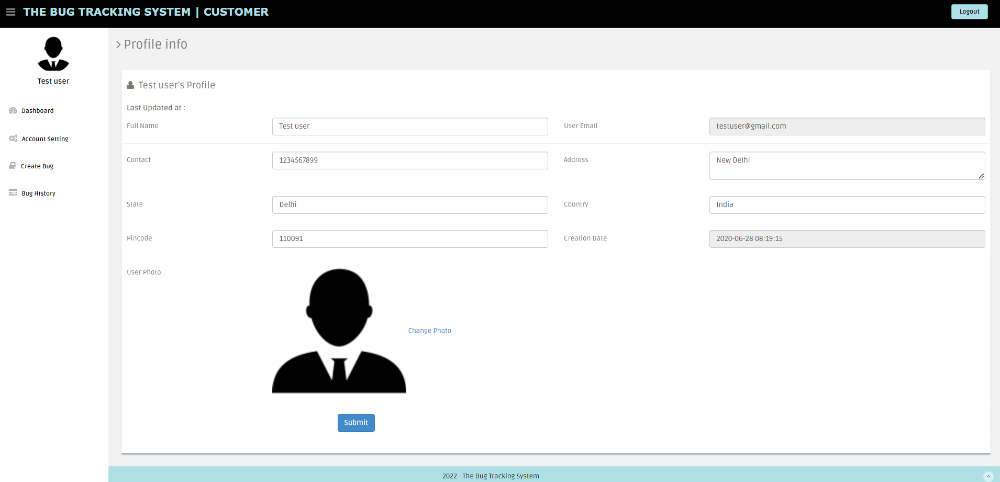 THE BUG TRACKING SYSTEM | CUSTOMER
Logout
Test user
Dashboard
Account Setting
Create Bug
Bug History
Profile info
Test user's Profile
Last Updated at :
Full Name
Test user
User Email
testuser@gmail.com
Contact
1234567899
Address
New Delhi
State
Delhi
Country
India
Pincode
110091
Creation Date
2020-06-28 08:19:15
User Photo
Change Photo
Submit
2022 - The Bug Tracking System